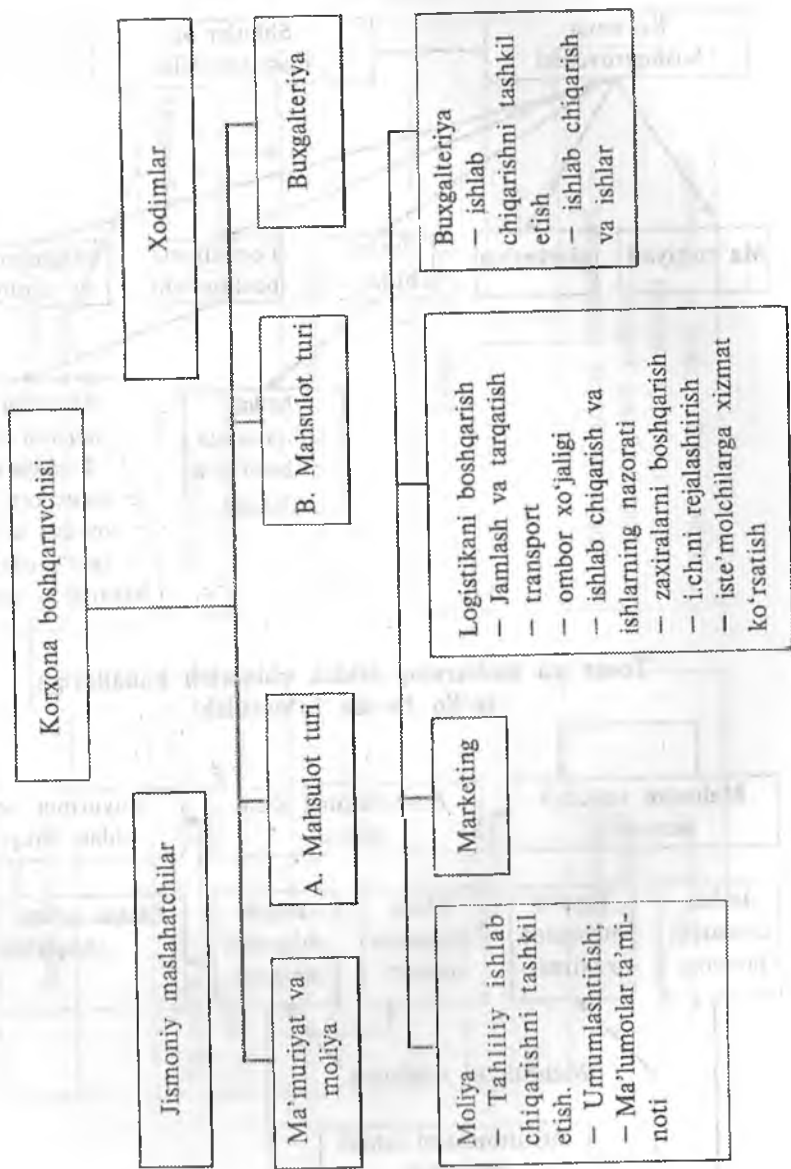 Korxona boshqaruvchisi
Jismoniy maslahatchilar
Xodimlar
Ma'muriyat va
moliya
A. Mahsulot turi
B. Mahsulot turi
Buxgalteriya
Moliya
Tahliliy ishlab
chiqarishni tashkil
etish.
— Umumlashtirish;
— Ma'lumotlar ta'mi-
noti
Marketing
Logistikani boshqarish
— Jamlash va tarqatish
— transport
— ombor xo'jaligi
— ishlab chiqarish va
ishlarning nazorati
— zaxiralarni boshqarish
— i.ch.ni rejalashtirish
— iste'molchilarga xizmat
ko'rsatish
Buxgalteriya
— ishlab
chiqarishni tashkil
etish
— ishlab chiqarish
va ishlar